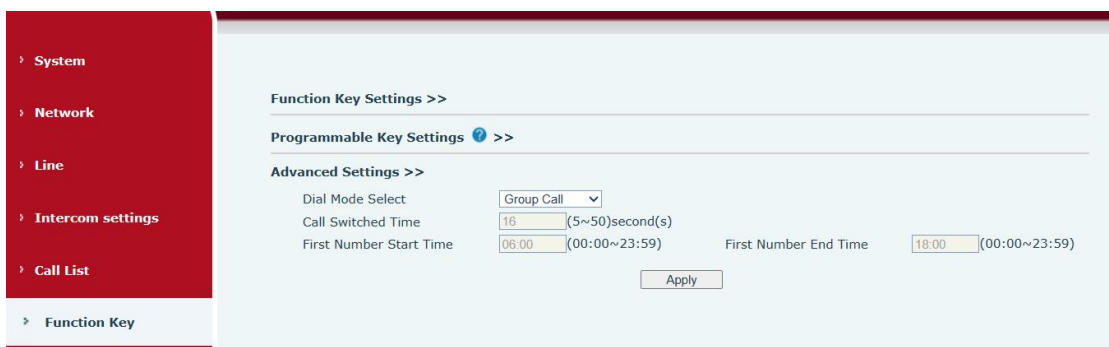 System
Network
Line
Intercom settings
Call List
Function Key
Function Key Settings >>
Programmable Key Settings ? >>
Advanced Settings >>
Dial Mode Select Group Call
Call Switched Time 16 (5~50)second(s)
First Number Start Time 06:00 (00:00~23:59) First Number End Time 18:00 (00:00~23:59)
Apply